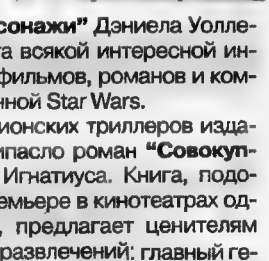 сонажи” Дэниела Уолле-
га всякой интересной ин-
фильмов, романов и ком-
нной Star Wars.
ионских триллеров изда-
ипасло роман “Совокуп-
Игнатиуса. Книга, подо-
емьере в кинотеатрах од-
, предлагает ценителям
развлечений: главный ге-